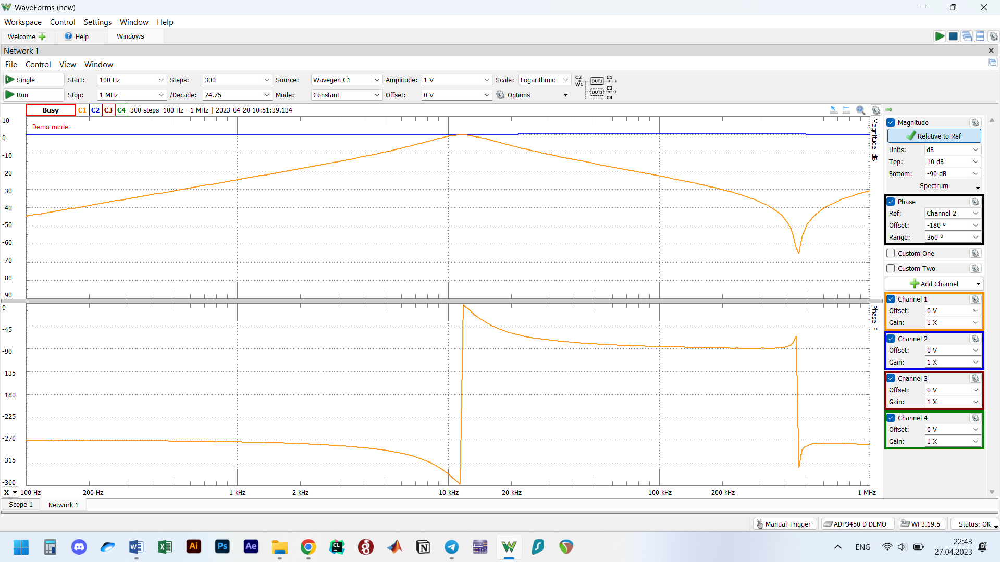 WaveForms (new)
Workspace Control Settings Window Help
Welcome Help Windows
Network 1
File Control View Window
Single Start: 100 Hz Steps: 300 Source: Wavegen C1 Amplitude: 1 V Scale: Logarithmic
Run Stop: 1 MHz /Decade: 74.75 Mode: Constant Offset: 0 V Options
C2 W1 DUT1 C1 DUT2 C3 C4
Busy C1 C2 C3 C4 300 steps 100 Hz - 1 MHz | 2023-04-20 10:51:39.134
Demo mode
10
0
-10
-20
-30
-40
-50
-60
-70
-80
-90
Magnitude dB
0
-45
-90
-135
-180
-225
-270
-315
-360
Phase º
X 100 Hz 200 Hz 1 kHz 2 kHz 10 kHz 20 kHz 100 kHz 200 kHz 1 MHz
Magnitude
Relative to Ref
Units: dB
Top: 10 dB
Bottom: -90 dB
Spectrum
Phase
Ref: Channel 2
Offset: -180 º
Range: 360 º
Custom One
Custom Two
Add Channel
Channel 1
Offset: 0 V
Gain: 1 X
Channel 2
Offset: 0 V
Gain: 1 X
Channel 3
Offset: 0 V
Gain: 1 X
Channel 4
Offset: 0 V
Gain: 1 X
Scope 1 Network 1
Manual Trigger ADP3450 D DEMO WF3.19.5 Status: OK
Ai Ps Ae CL
ENG
22:43
27.04.2023